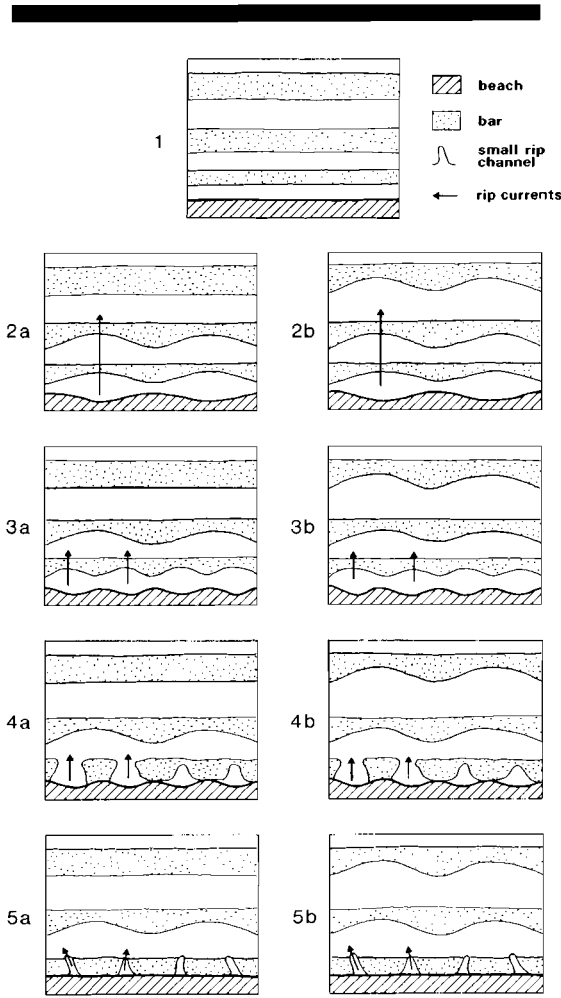 1
beach
bar
small rip
channel
rip currents
2a
2b
3a
3b
4a
4b
5a
5b